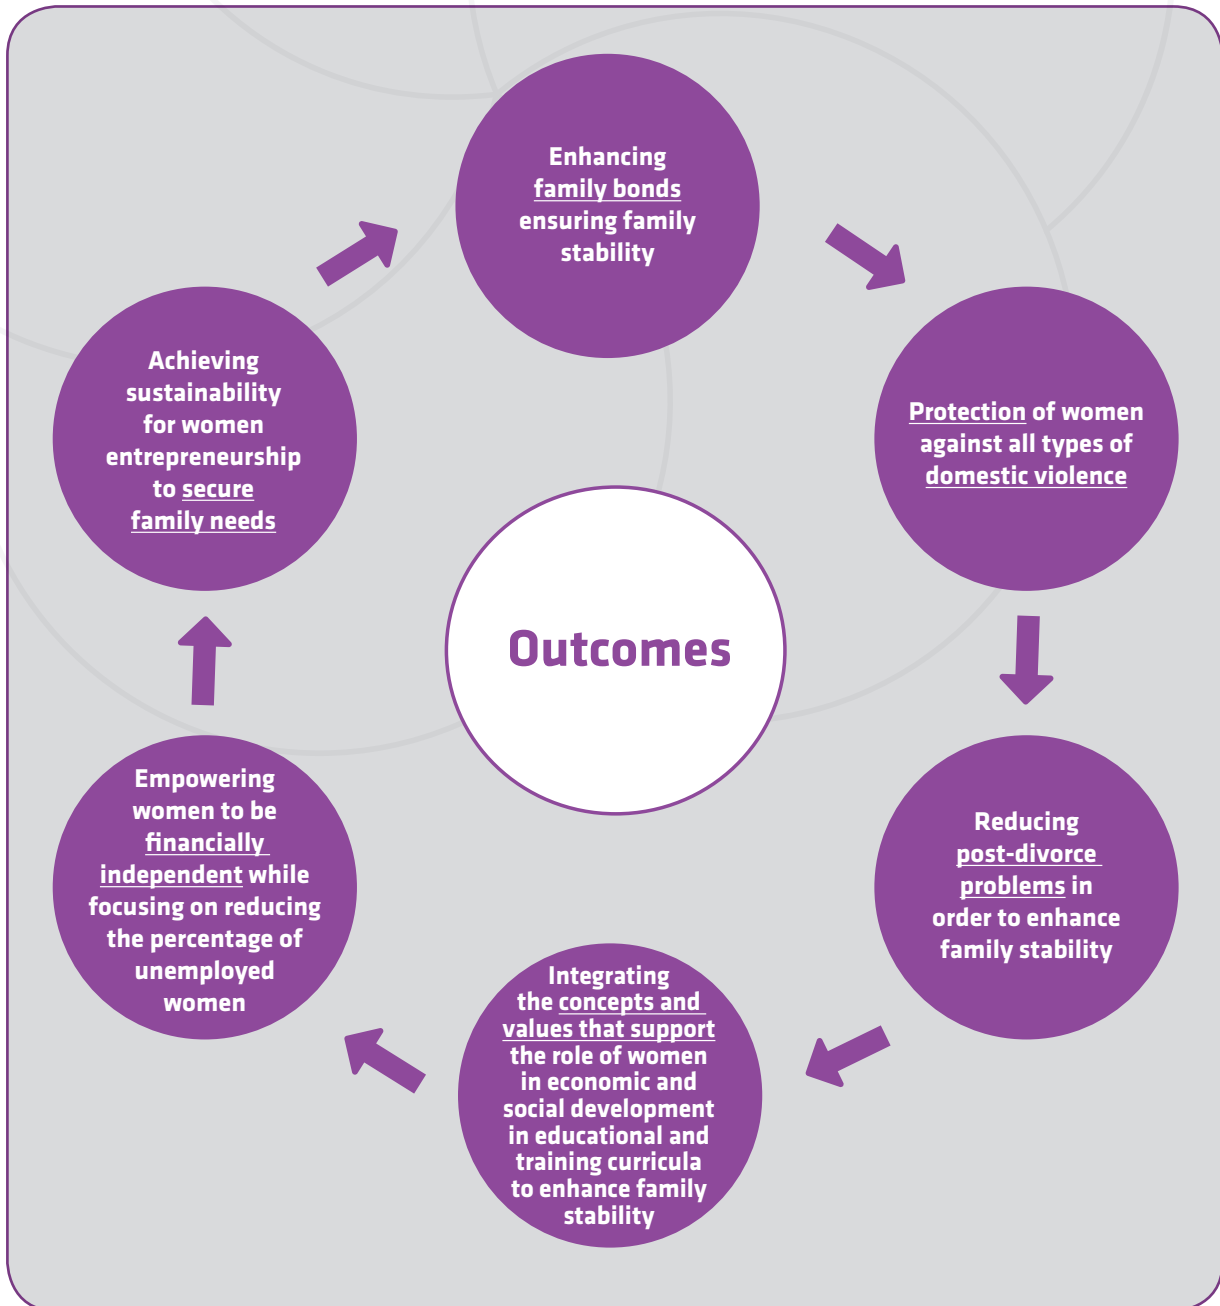 Enhancing
family bonds
ensuring family
stability
Protection of women
against all types of
domestic violence
Reducing
post-divorce
problems in
order to enhance
family stability
Integrating
the concepts and
values that support
the role of women
in economic and
social development
in educational and
training curricula
to enhance family
stability
Empowering
women to be
financially
independent while
focusing on reducing
the percentage of
unemployed
women
Achieving
sustainability
for women
entrepreneurship
to secure
family needs
Outcomes